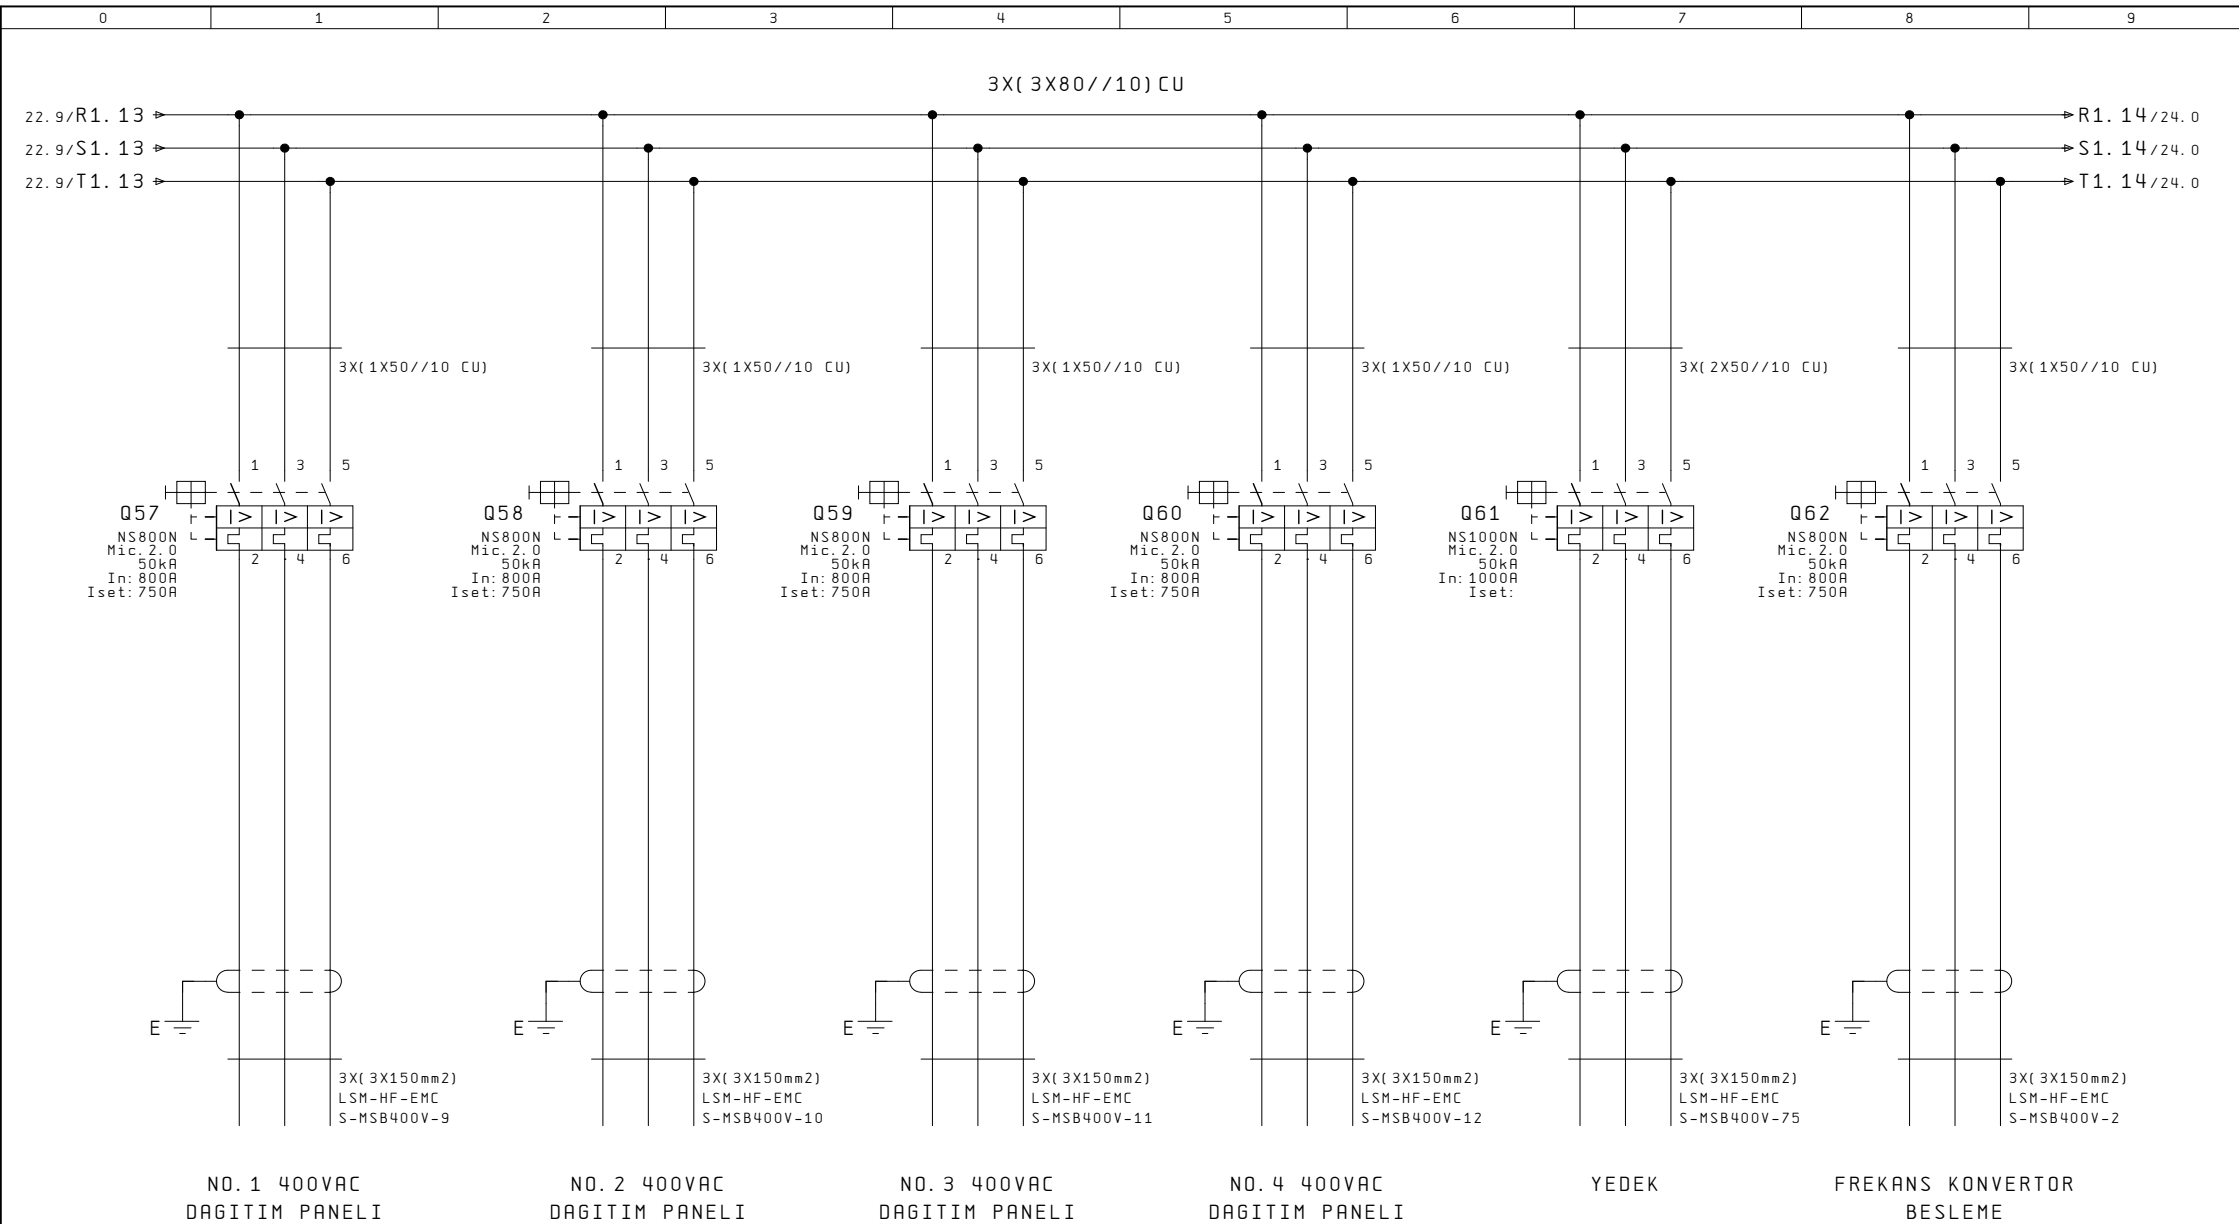 0 1 2 3 4 5 6 7 8 9
3X(3X80//10)CU
22.9/R1.13 R1.14/24.0
22.9/S1.13 S1.14/24.0
22.9/T1.13 T1.14/24.0
3X(1X50//10 CU) 3X(1X50//10 CU) 3X(1X50//10 CU) 3X(1X50//10 CU) 3X(2X50//10 CU) 3X(1X50//10 CU)
1 3 5 1 3 5 1 3 5 1 3 5 1 3 5 1 3 5
Q57 I> I> I> Q58 I> I> I> Q59 I> I> I> Q60 I> I> I> Q61 I> I> I> Q62 I> I> I>
NS800N NS800N NS800N NS800N NS1000N NS800N
Mic.2.0 Mic.2.0 Mic.2.0 Mic.2.0 Mic.2.0 Mic.2.0
2 4 6 2 4 6 2 4 6 2 4 6 2 4 6 2 4 6
50kA 50kA 50kA 50kA 50kA 50kA
In:800A In:800A In:800A In:800A In:1000A In:800A
Iset:750A Iset:750A Iset:750A Iset:750A Iset: Iset:750A
E E E E E E
3X(3X150mm2) 3X(3X150mm2) 3X(3X150mm2) 3X(3X150mm2) 3X(3X150mm2) 3X(3X150mm2)
LSM-HF-EMC LSM-HF-EMC LSM-HF-EMC LSM-HF-EMC LSM-HF-EMC LSM-HF-EMC
S-MSB400V-9 S-MSB400V-10 S-MSB400V-11 S-MSB400V-12 S-MSB400V-75 S-MSB400V-2
NO.1 400VAC NO.2 400VAC NO.3 400VAC NO.4 400VAC YEDEK FREKANS KONVERTOR
DAGITIM PANELI DAGITIM PANELI DAGITIM PANELI DAGITIM PANELI BESLEME